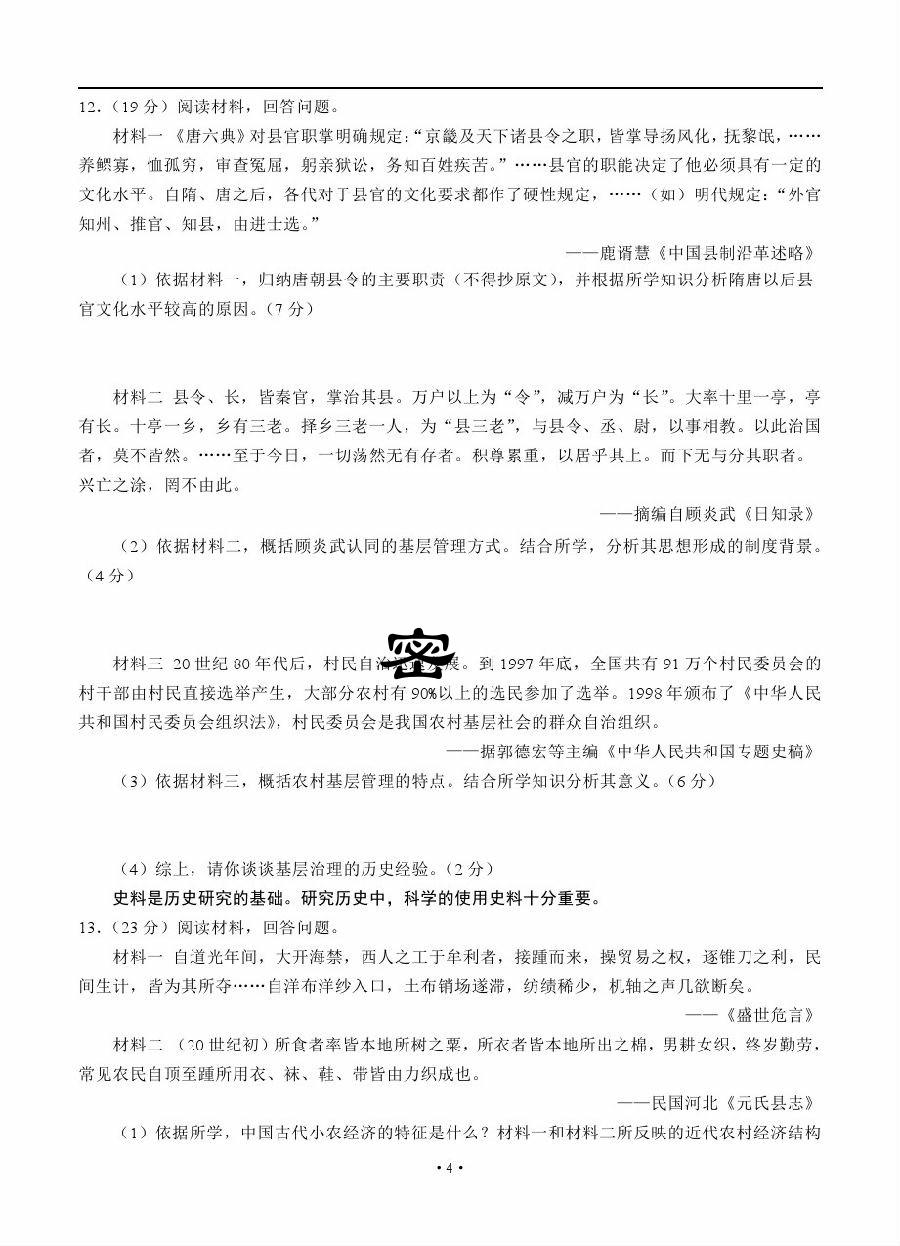 12.（19 分）阅读材料，回答问题。
材料一 《唐六典》对县官职掌明确规定：“京畿及天下诸县令之职，皆掌导扬风化，抚黎氓，……
养鳏寡，恤孤穷，审查冤屈，躬亲狱讼，务知百姓疾苦。”……县官的职能决定了他必须具有一定的
文化水平。自隋、唐之后，各代对于县官的文化要求都作了硬性规定，……（如）明代规定：“外官
知州、推官、知县，由进士选。”
——鹿谞慧《中国县制沿革述略》
（1）依据材料一，归纳唐朝县令的主要职责（不得抄原文），并根据所学知识分析隋唐以后县
官文化水平较高的原因。（7 分）
材料二 县令、长，皆秦官，掌治其县。万户以上为“令”，减万户为“长”。大率十里一亭，亭
有长。十亭一乡，乡有三老。择乡三老一人，为“县三老”，与县令、丞、尉，以事相教。以此治国
者，莫不皆然。……至于今日，一切荡然无有存者。积尊累重，以居乎其上。而下无与分其职者。
兴亡之涂，罔不由此。
——摘编自顾炎武《日知录》
（2）依据材料二，概括顾炎武认同的基层管理方式。结合所学，分析其思想形成的制度背景。
（4 分）
密
材料三 20 世纪 80 年代后，村民自治迅速发展。到 1997 年底，全国共有 91 万个村民委员会的
村干部由村民直接选举产生，大部分农村有 90%以上的选民参加了选举。1998 年颁布了《中华人民
共和国村民委员会组织法》，村民委员会是我国农村基层社会的群众自治组织。
——据郭德宏等主编《中华人民共和国专题史稿》
（3）依据材料三，概括农村基层管理的特点。结合所学知识分析其意义。（6 分）
（4）综上，请你谈谈基层治理的历史经验。（2 分）
史料是历史研究的基础。研究历史中，科学的使用史料十分重要。
13.（23 分）阅读材料，回答问题。
材料一 自道光年间，大开海禁，西人之工于牟利者，接踵而来，操贸易之权，逐锥刀之利，民
间生计，皆为其所夺……自洋布洋纱入口，土布销场遂滞，纺绩稀少，机轴之声几欲断矣。
——《盛世危言》
材料二 （20 世纪初）所食者率皆本地所树之粟，所衣者皆本地所出之棉，男耕女织，终岁勤劳，
常见农民自顶至踵所用衣、袜、鞋、带皆由力织成也。
——民国河北《元氏县志》
（1）依据所学，中国古代小农经济的特征是什么？材料一和材料二所反映的近代农村经济结构
• 4 •